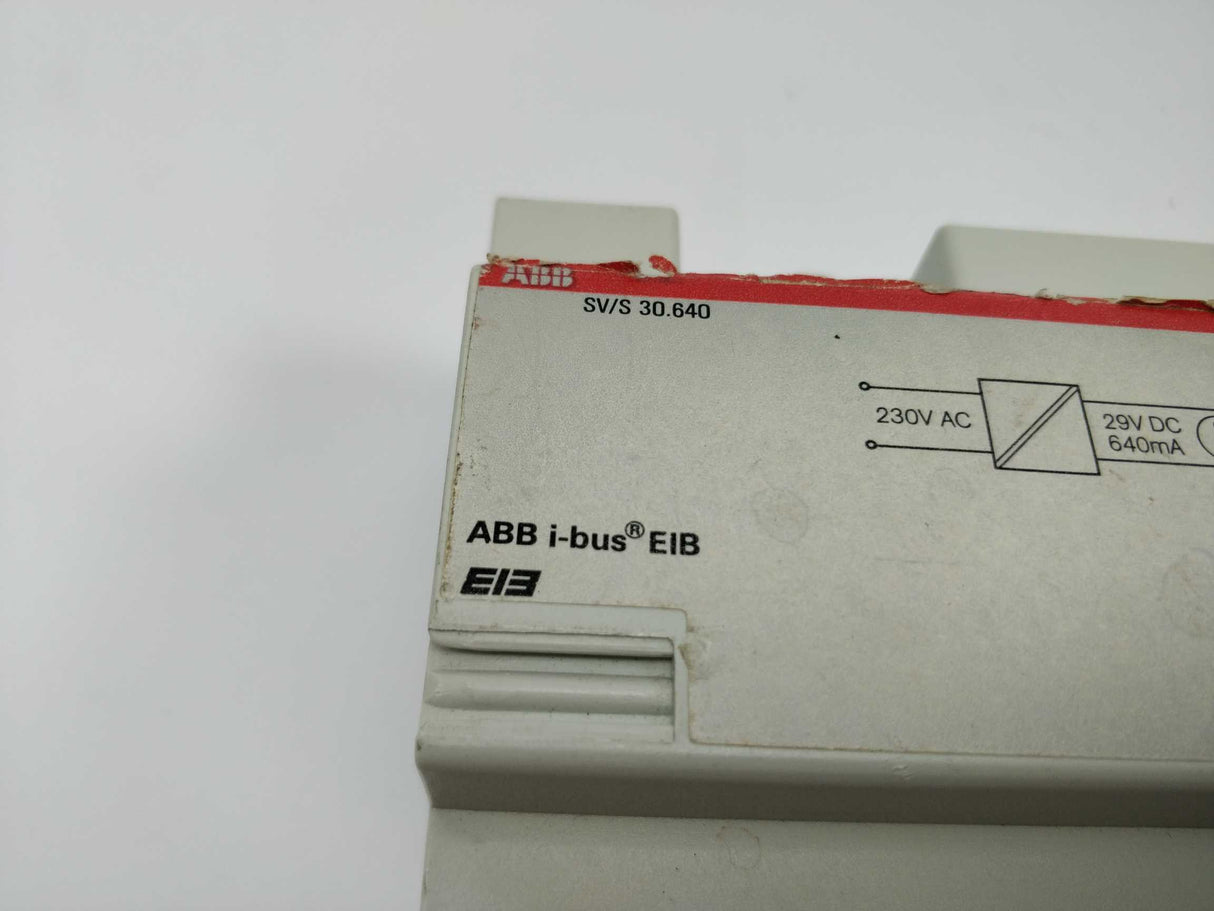 ABB
SV/S 30.640
230V AC
29V DC
640mA
ABB i-bus® EIB
EIB